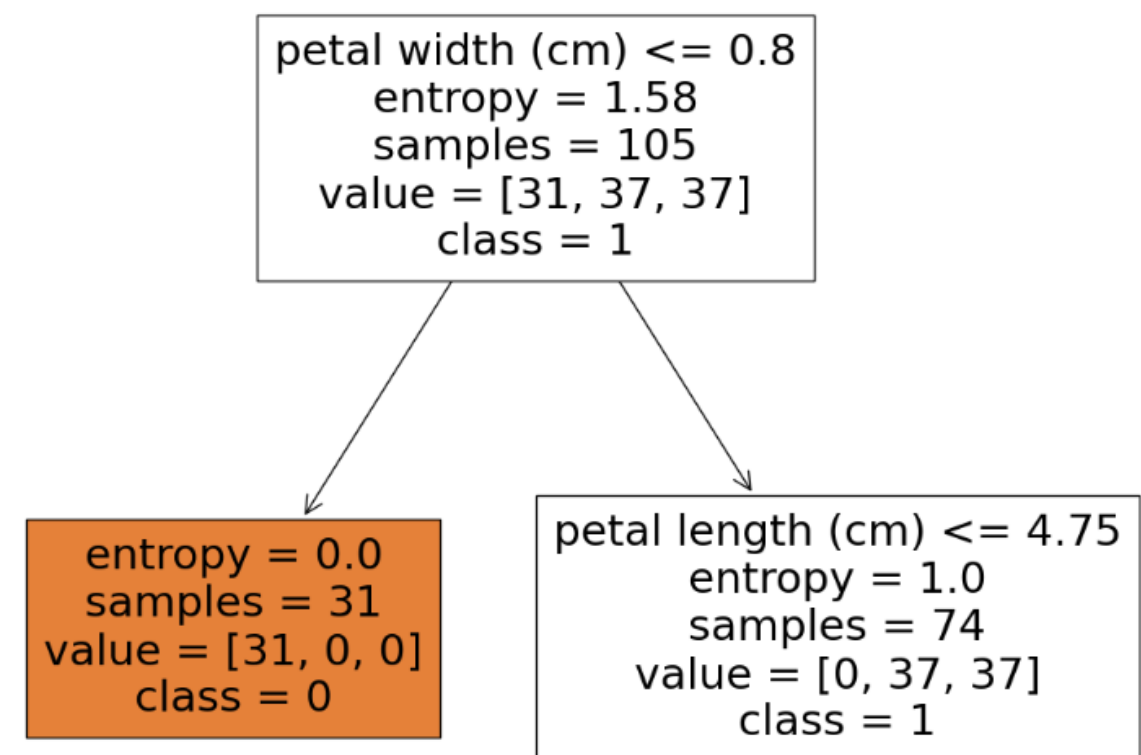 petal width (cm) <= 0.8
entropy = 1.58
samples = 105
value = [31, 37, 37]
class = 1
entropy = 0.0
samples = 31
value = [31, 0, 0]
class = 0
petal length (cm) <= 4.75
entropy = 1.0
samples = 74
value = [0, 37, 37]
class = 1